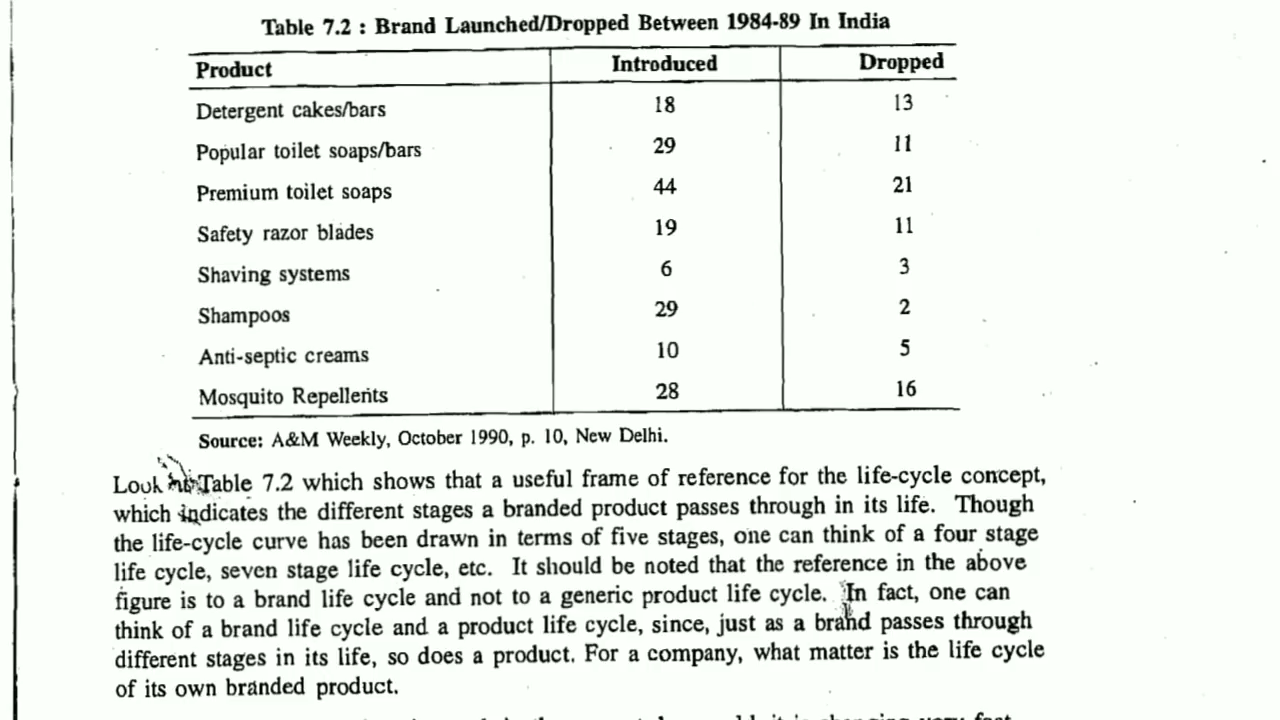 Table 7.2 : Brand Launched/Dropped Between 1984-89 In India
Product Introduced Dropped
Detergent cakes/bars 18 13
Popular toilet soaps/bars 29 11
Premium toilet soaps 44 21
Safety razor blades 19 11
Shaving systems 6 3
Shampoos 29 2
Anti-septic creams 10 5
Mosquito Repellents 28 16
Source: A&M Weekly, October 1990, p. 10, New Delhi.
Look at Table 7.2 which shows that a useful frame of reference for the life-cycle concept,
which indicates the different stages a branded product passes through in its life. Though
the life-cycle curve has been drawn in terms of five stages, one can think of a four stage
life cycle, seven stage life cycle, etc. It should be noted that the reference in the above
figure is to a brand life cycle and not to a generic product life cycle. In fact, one can
think of a brand life cycle and a product life cycle, since, just as a brand passes through
different stages in its life, so does a product. For a company, what matter is the life cycle
of its own branded product.